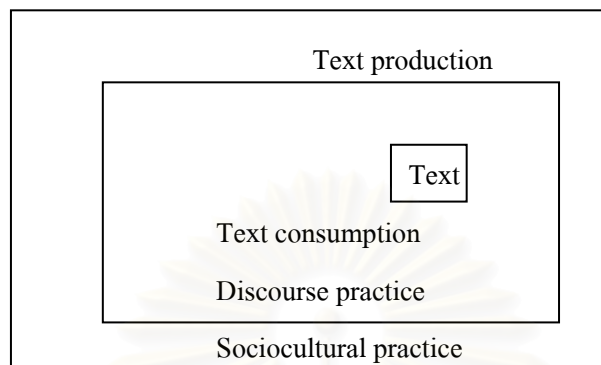 Text production
Text
Text consumption
Discourse practice
Sociocultural practice